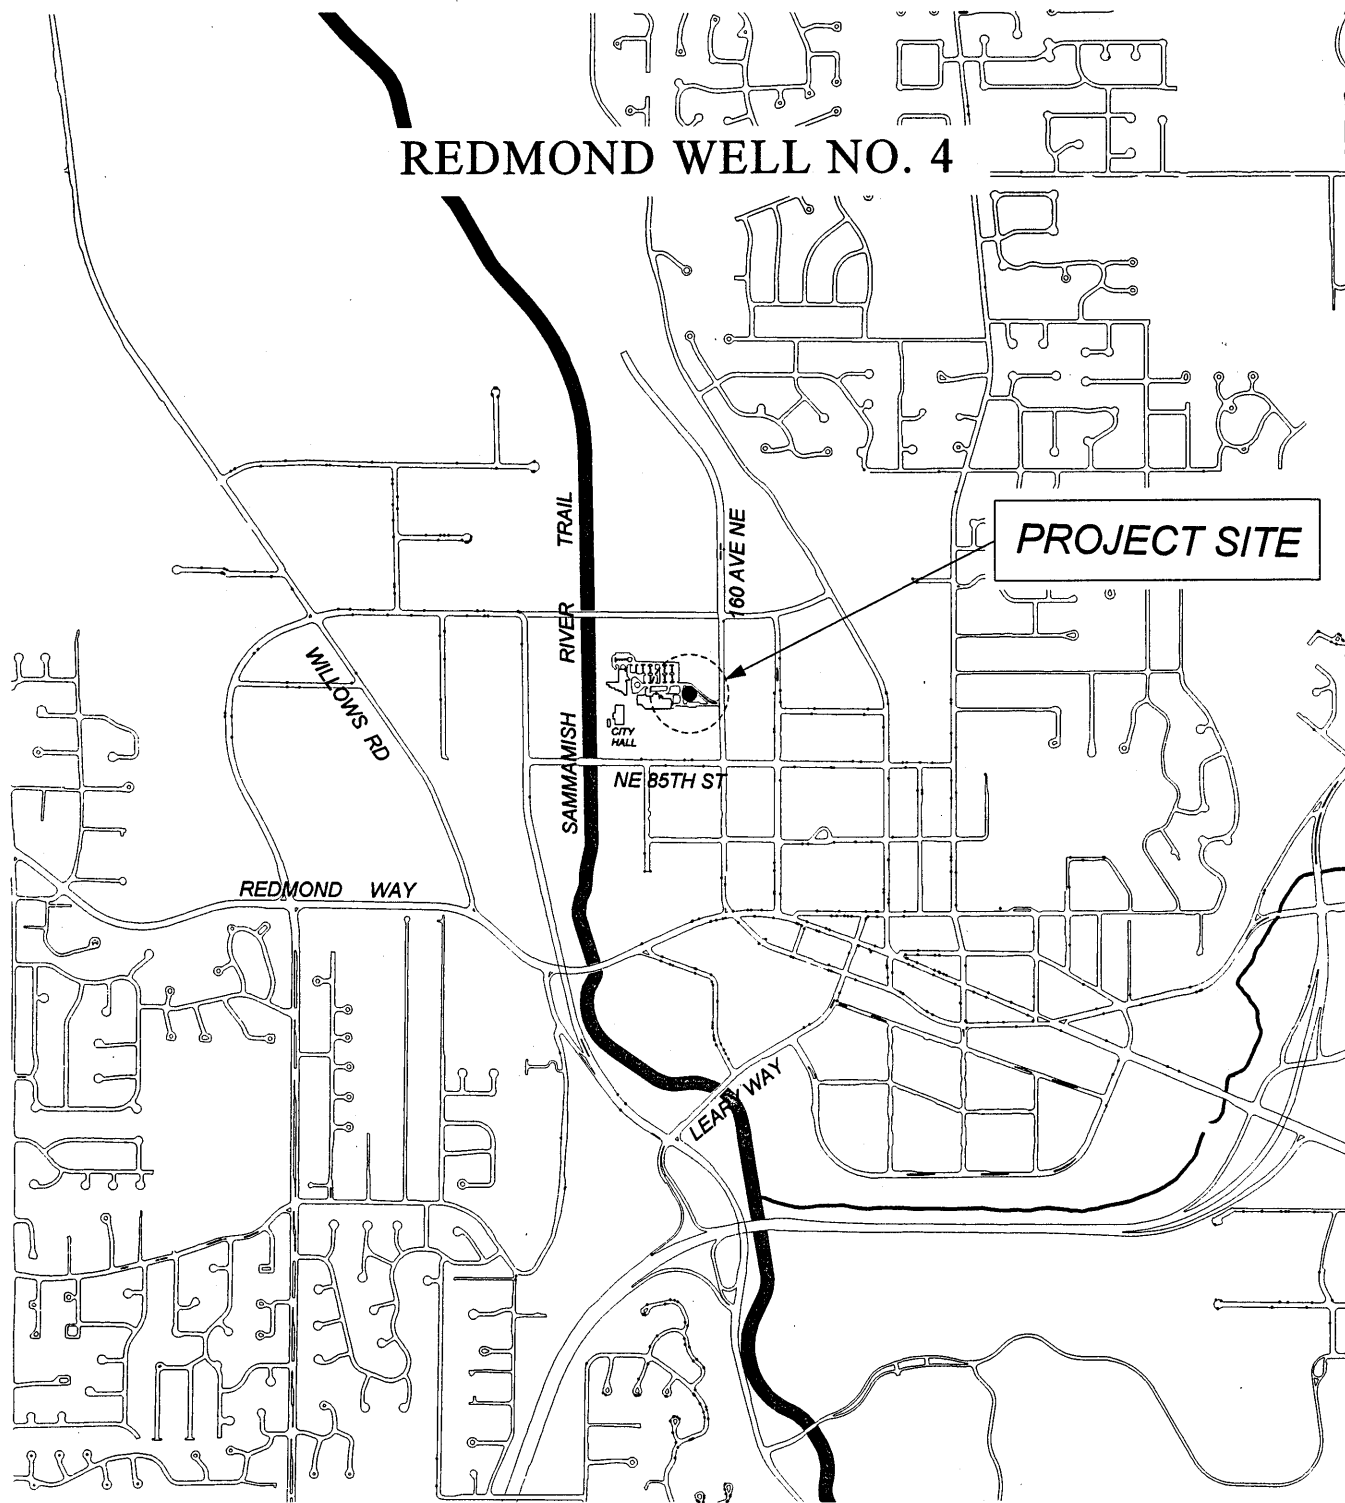 REDMOND WELL NO. 4
PROJECT SITE
160 AVE NE
SAMMAMISH RIVER TRAIL
WILLOWS RD
CITY
HALL
NE 85TH ST
REDMOND WAY
LEARY WAY